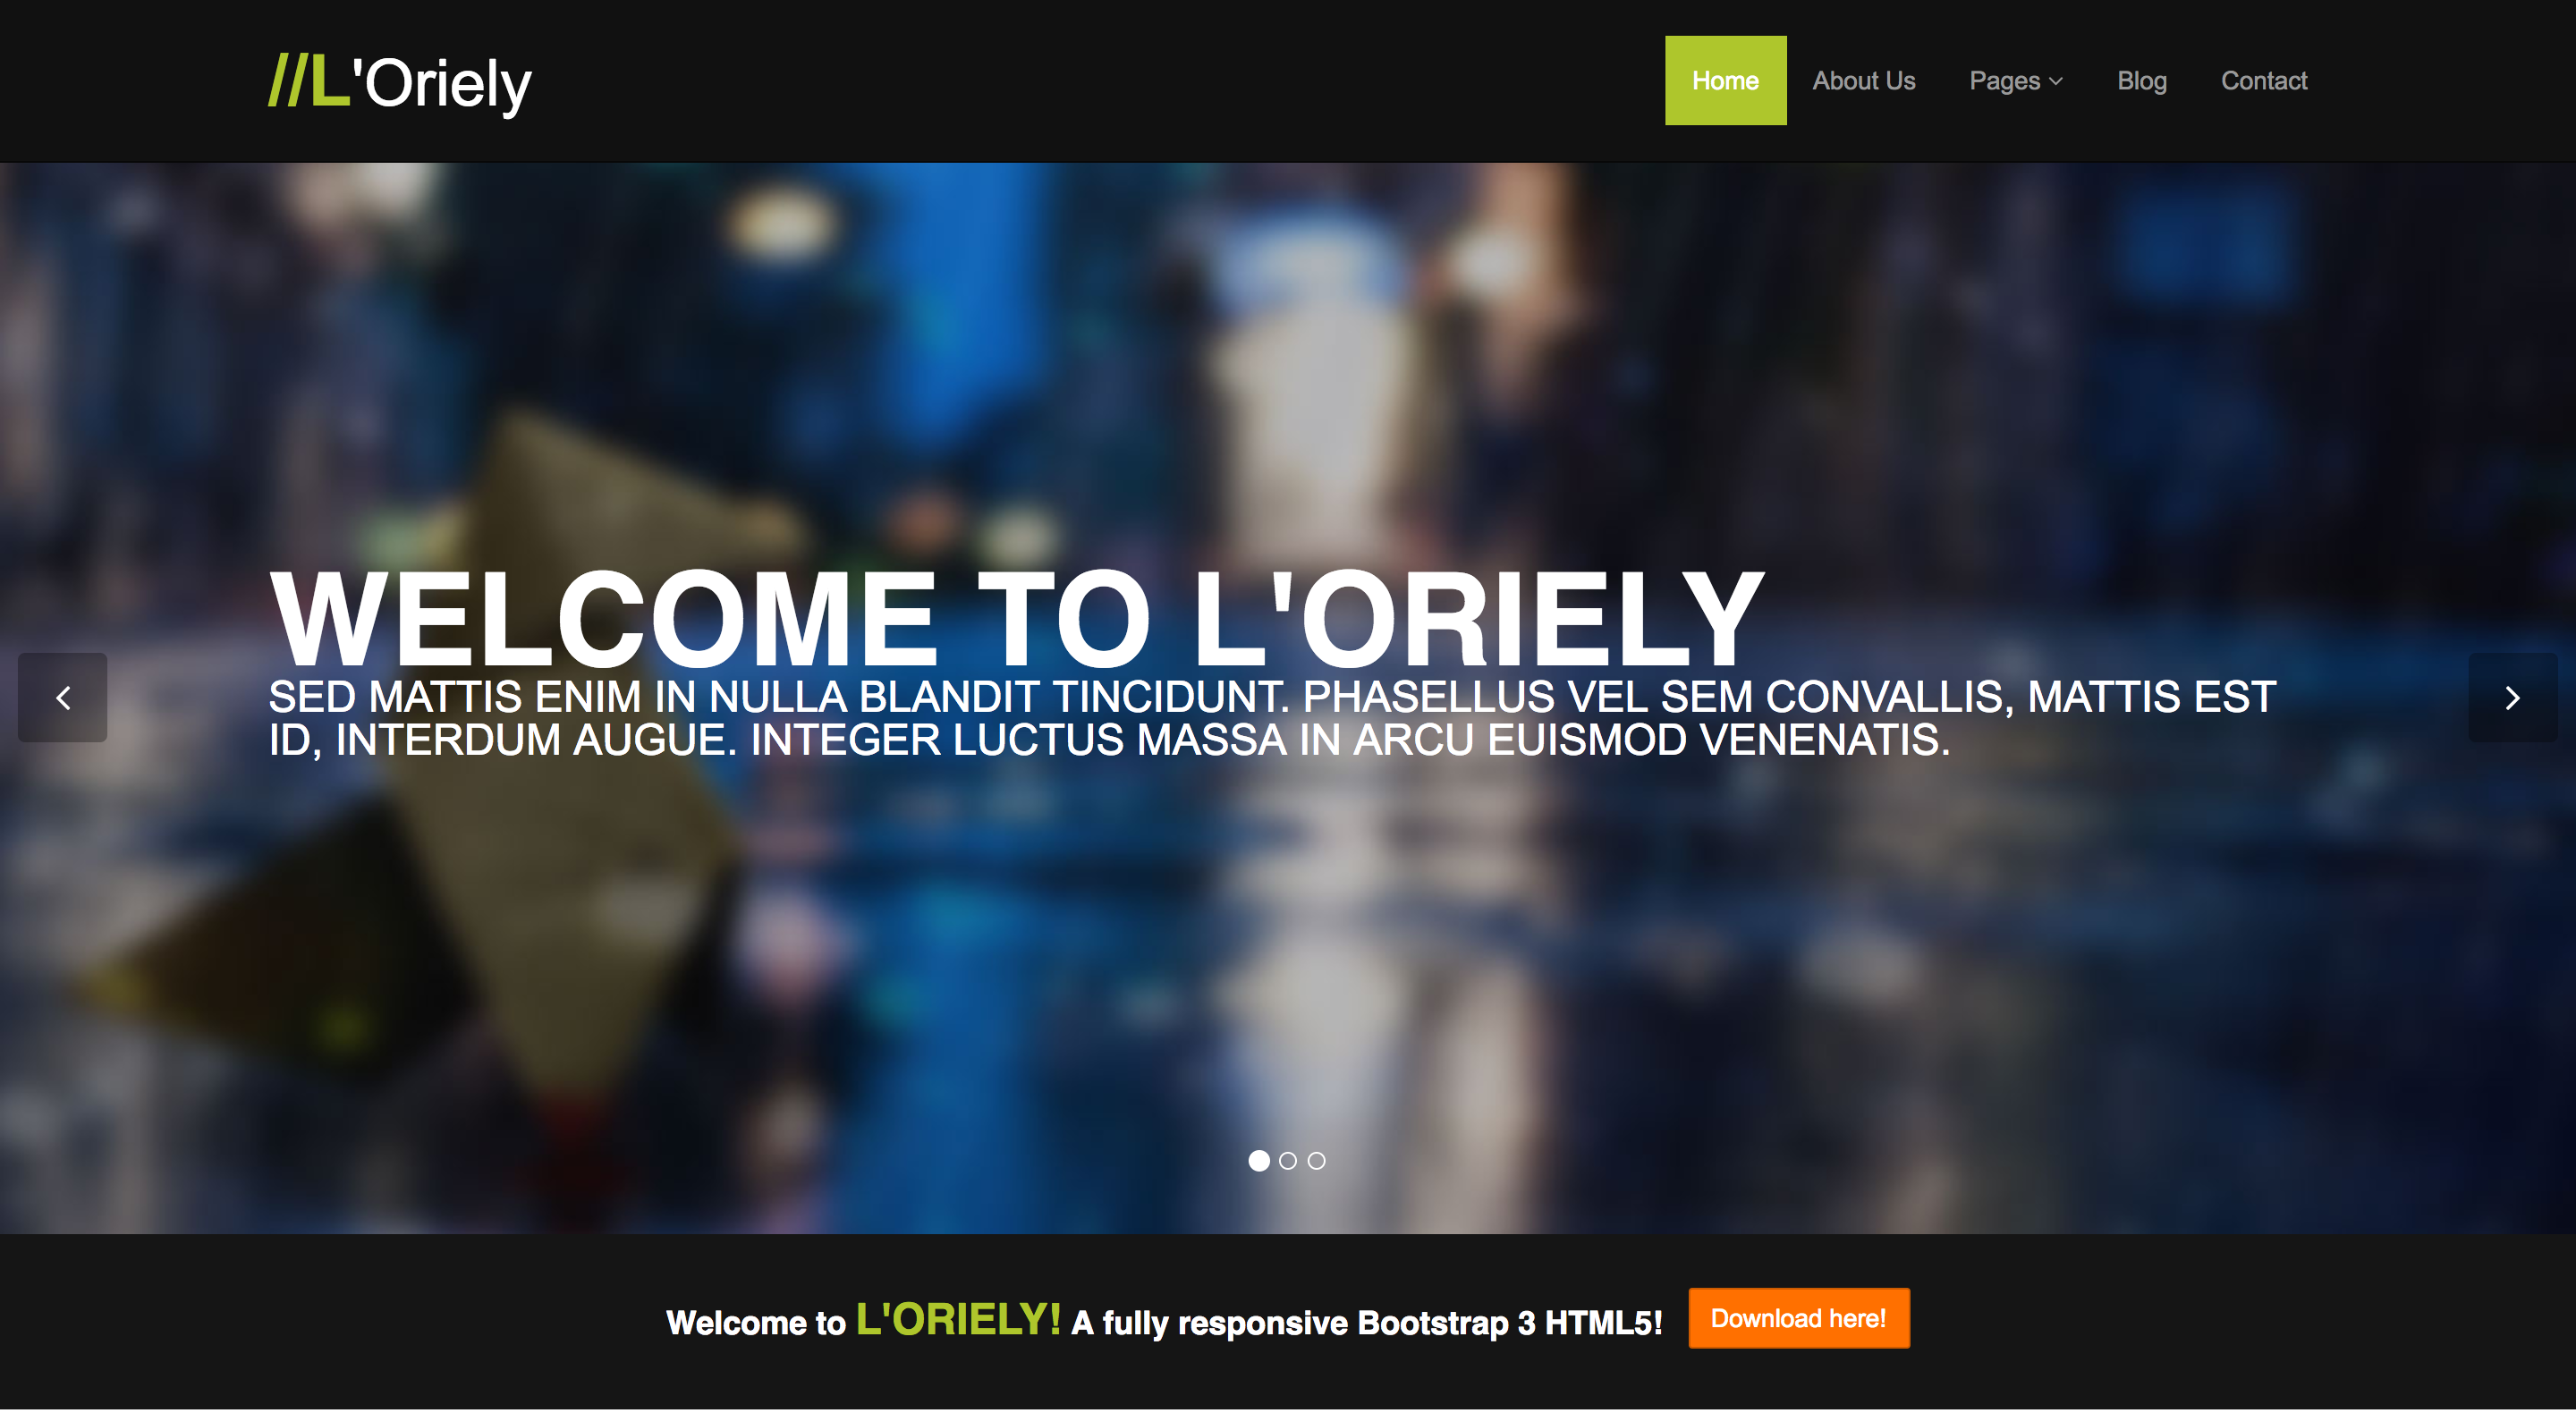 //L'Oriely
Home About Us Pages Blog Contact
WELCOME TO L'ORIELY
SED MATTIS ENIM IN NULLA BLANDIT TINCIDUNT. PHASELLUS VEL SEM CONVALLIS, MATTIS EST
ID, INTERDUM AUGUE. INTEGER LUCTUS MASSA IN ARCU EUISMOD VENENATIS.
Welcome to L'ORIELY! A fully responsive Bootstrap 3 HTML5! Download here!